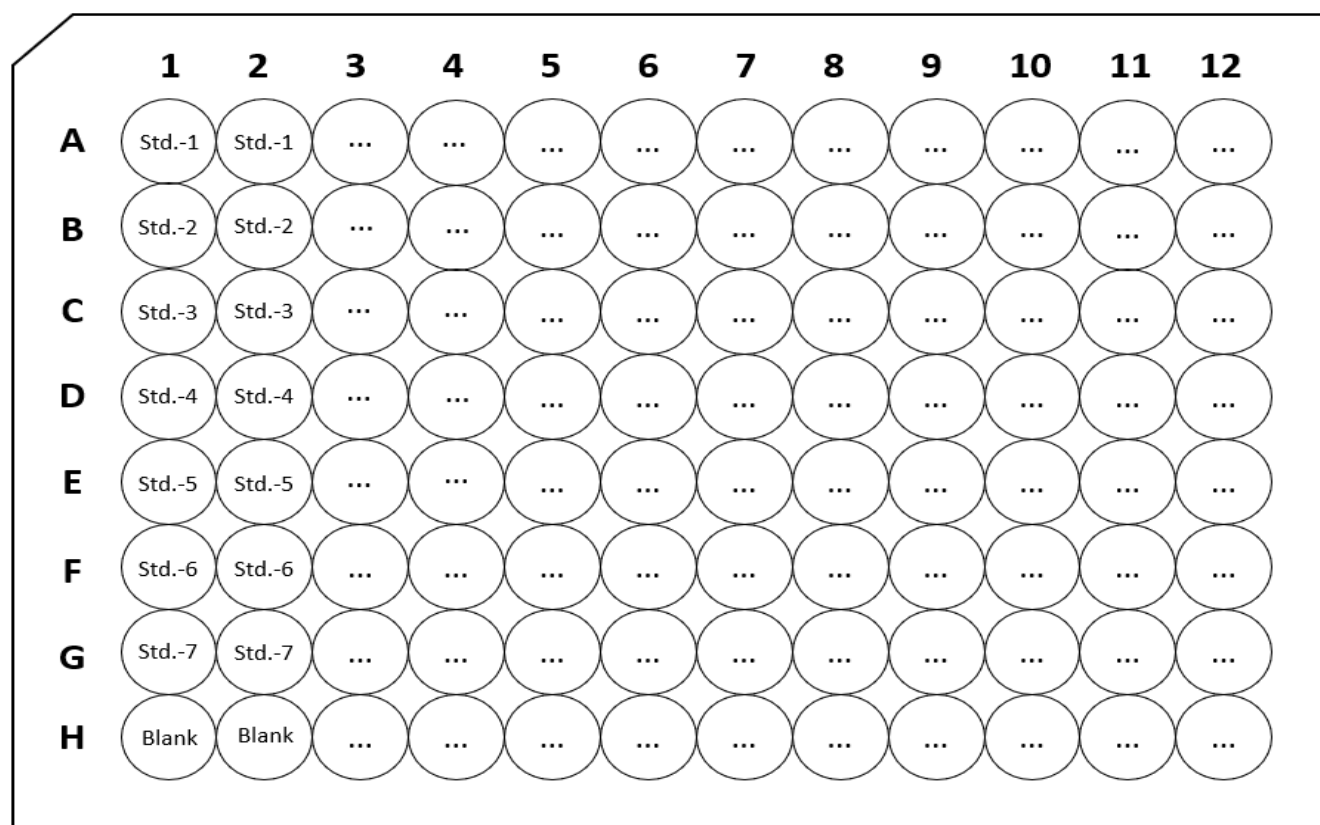 1 2 3 4 5 6 7 8 9 10 11 12
A Std.-1 Std.-1 ... ... ... ... ... ... ... ... ... ...
B Std.-2 Std.-2 ... ... ... ... ... ... ... ... ... ...
C Std.-3 Std.-3 ... ... ... ... ... ... ... ... ... ...
D Std.-4 Std.-4 ... ... ... ... ... ... ... ... ... ...
E Std.-5 Std.-5 ... ... ... ... ... ... ... ... ... ...
F Std.-6 Std.-6 ... ... ... ... ... ... ... ... ... ...
G Std.-7 Std.-7 ... ... ... ... ... ... ... ... ... ...
H Blank Blank ... ... ... ... ... ... ... ... ... ...